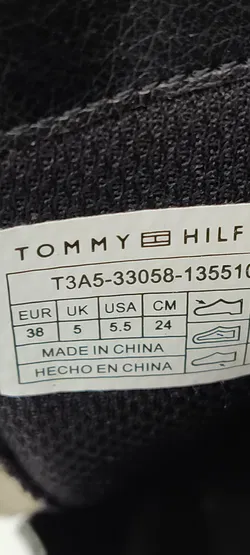 TOMMY HILF
T3A5-33058-135510
EUR UK USA CM
38 5 5.5 24
MADE IN CHINA
HECHO EN CHINA